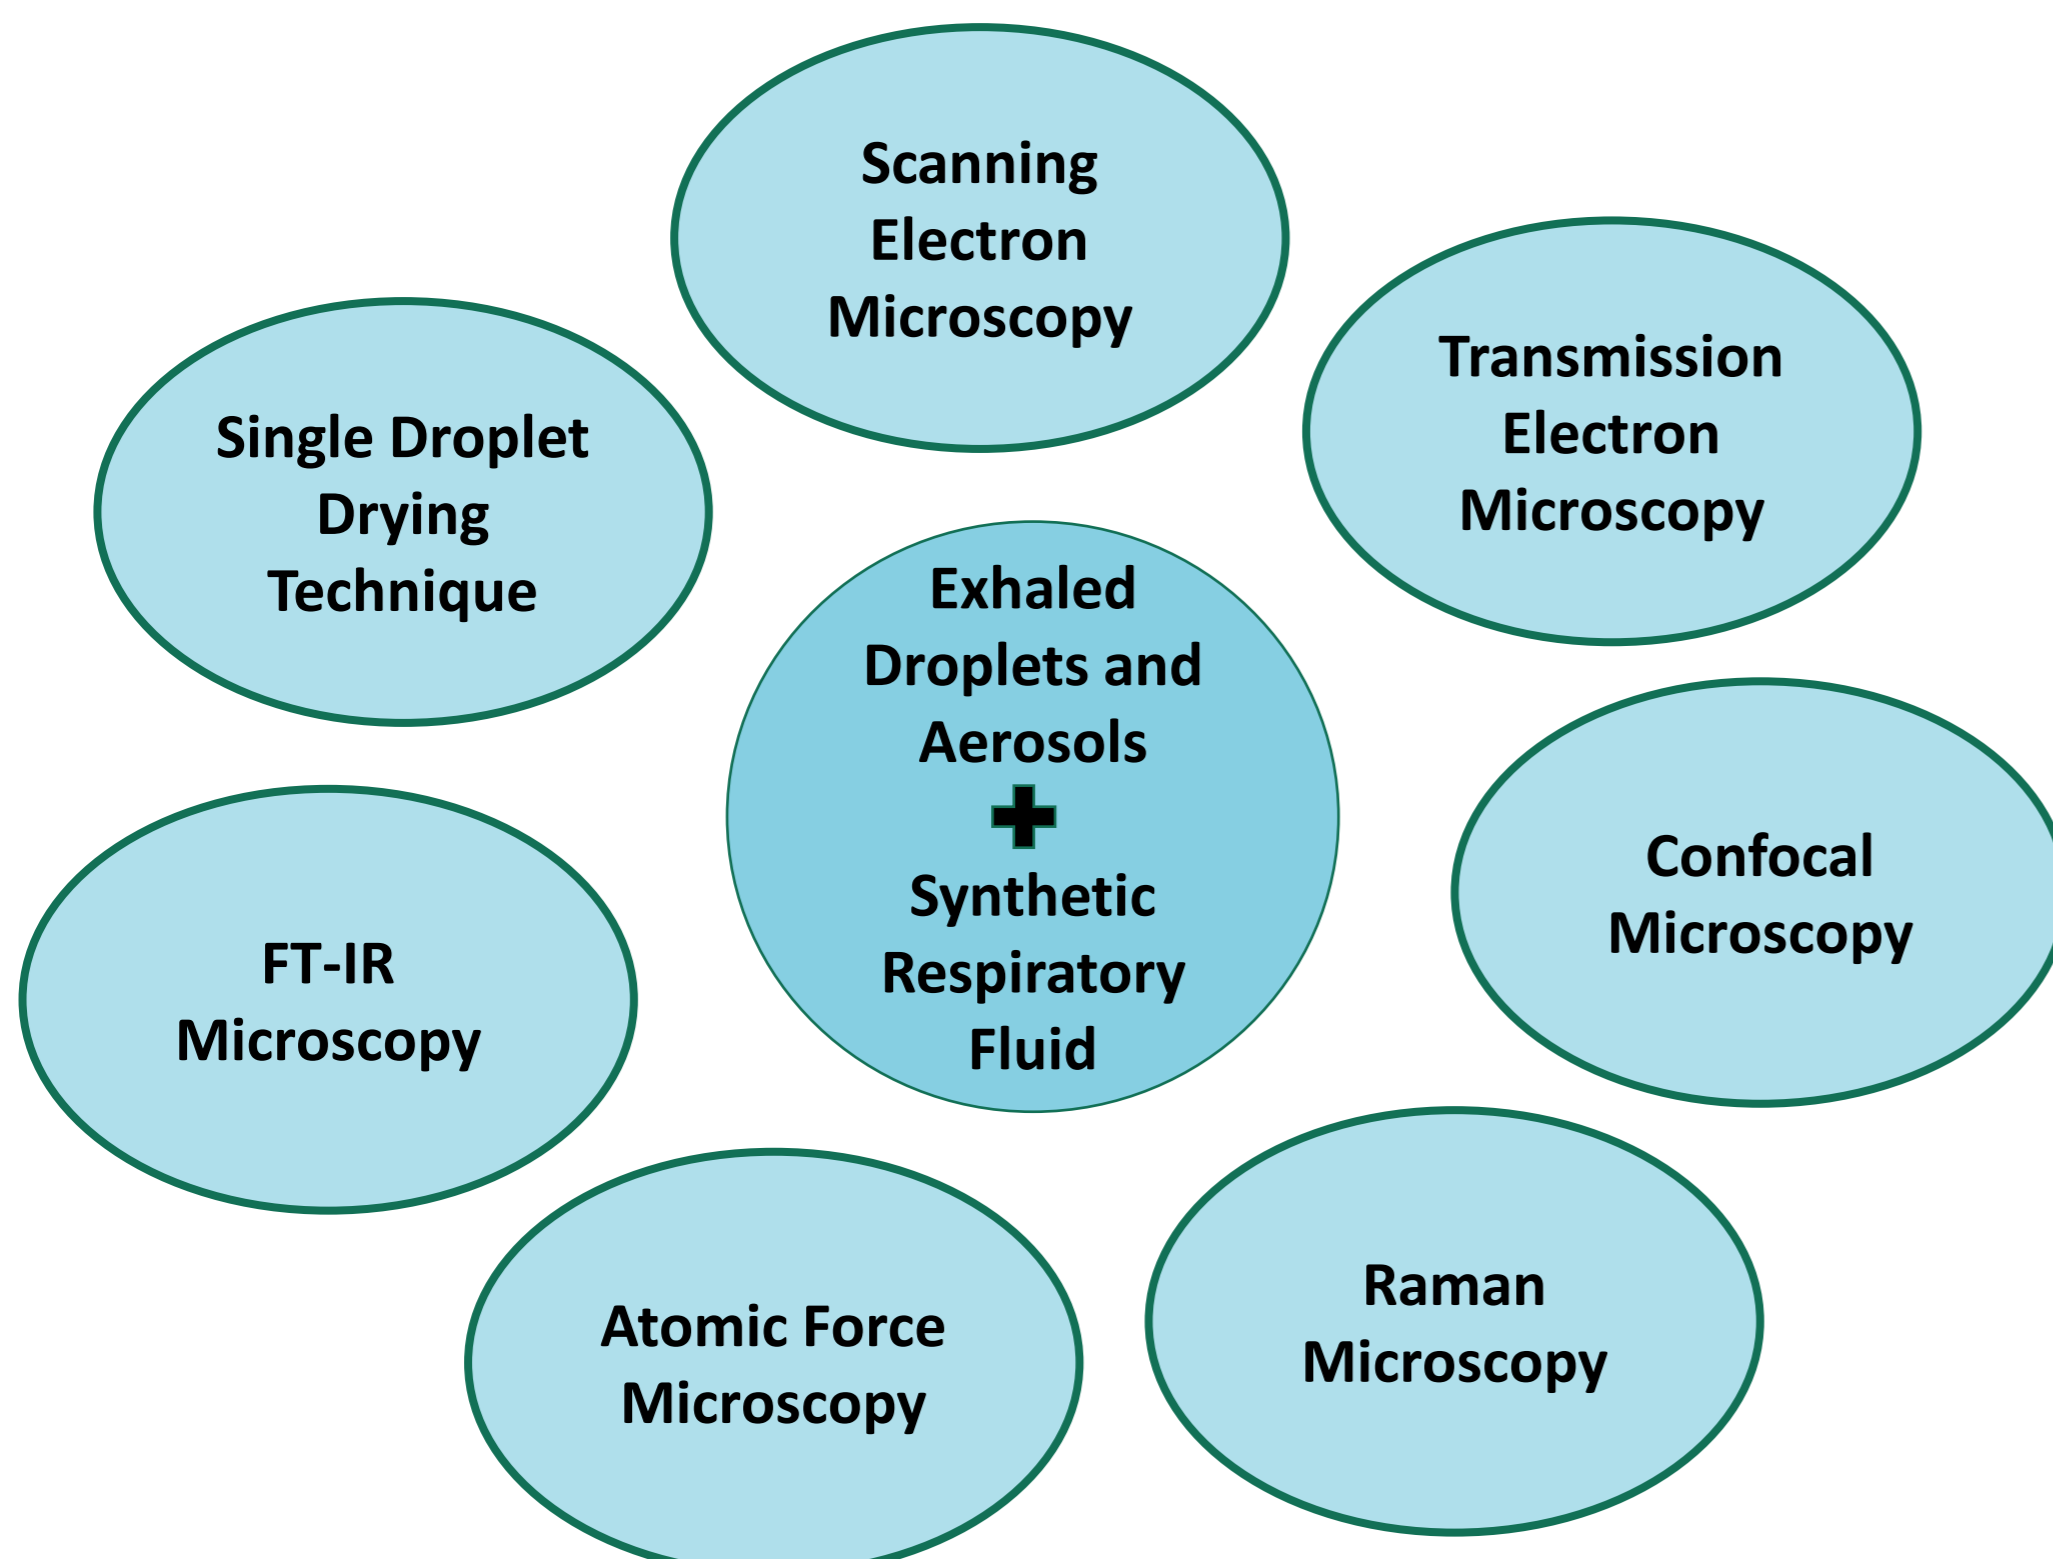 Scanning
Electron
Microscopy
Transmission
Electron
Microscopy
Single Droplet
Drying
Technique
Exhaled
Droplets and
Aerosols
Synthetic
Respiratory
Fluid
Confocal
Microscopy
FT-IR
Microscopy
Raman
Microscopy
Atomic Force
Microscopy